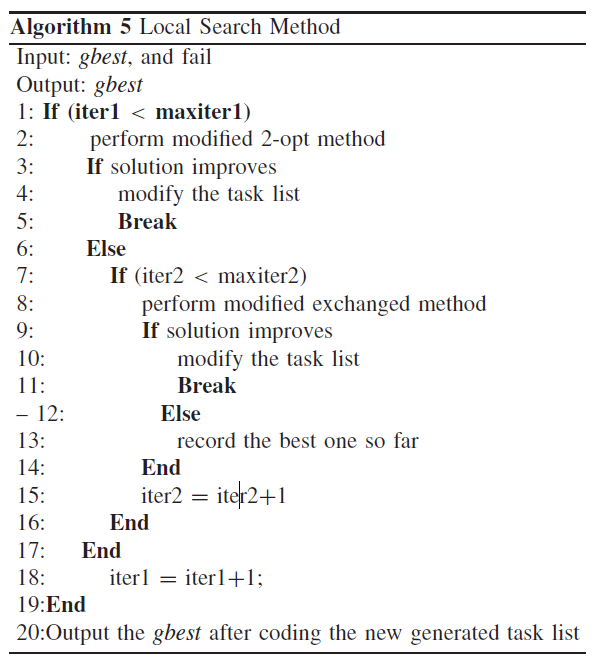 Algorithm 5 Local Search Method
Input: gbest, and fail
Output: gbest
1: If (iter1 < maxiter1)
2: perform modified 2-opt method
3: If solution improves
4: modify the task list
5: Break
6: Else
7: If (iter2 < maxiter2)
8: perform modified exchanged method
9: If solution improves
10: modify the task list
11: Break
– 12: Else
13: record the best one so far
14: End
15: iter2 = iter2+1
16: End
17: End
18: iter1 = iter1+1;
19:End
20:Output the gbest after coding the new generated task list